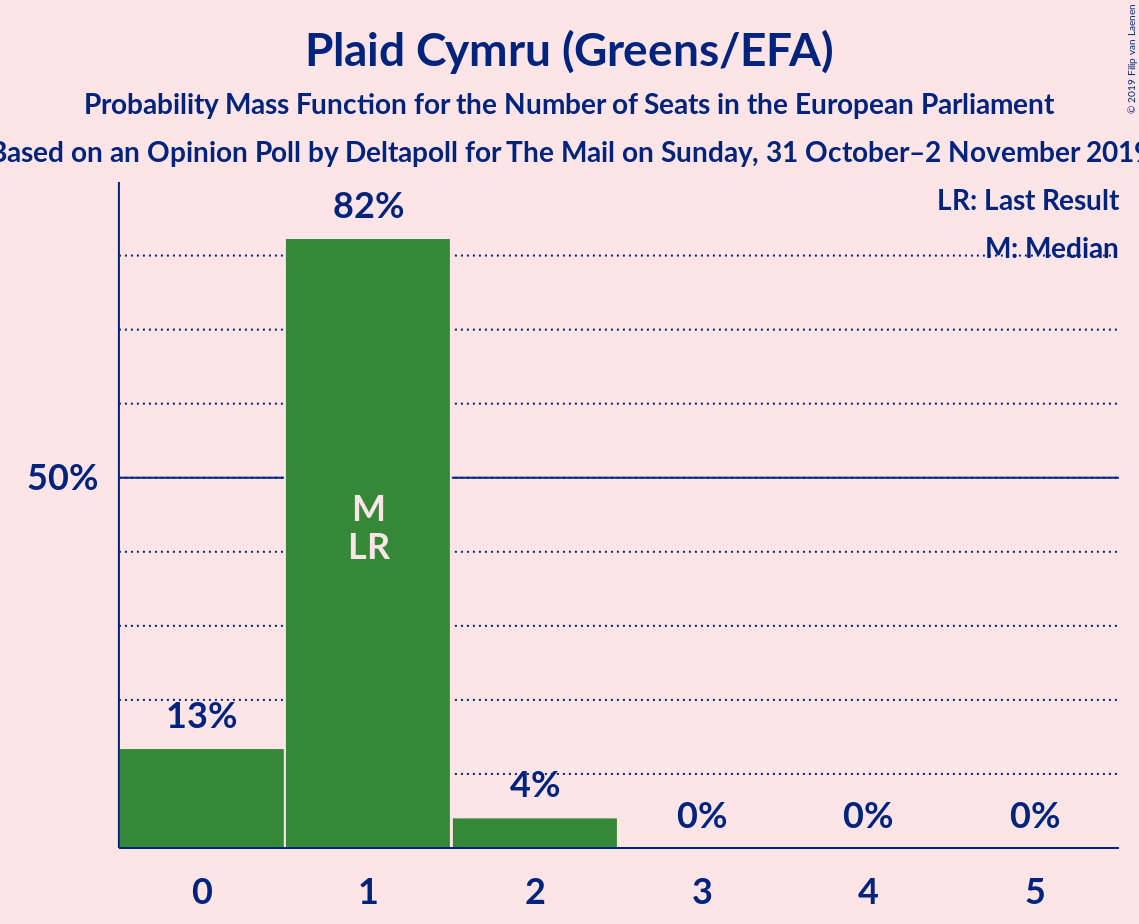 Plaid Cymru (Greens/EFA)
Probability Mass Function for the Number of Seats in the European Parliament
Based on an Opinion Poll by Deltapoll for The Mail on Sunday, 31 October–2 November 2019
© 2019 Filip van Laenen
LR: Last Result
M: Median
82%
50%
M
LR
13%
4%
0%
0%
0%
0
1
2
3
4
5